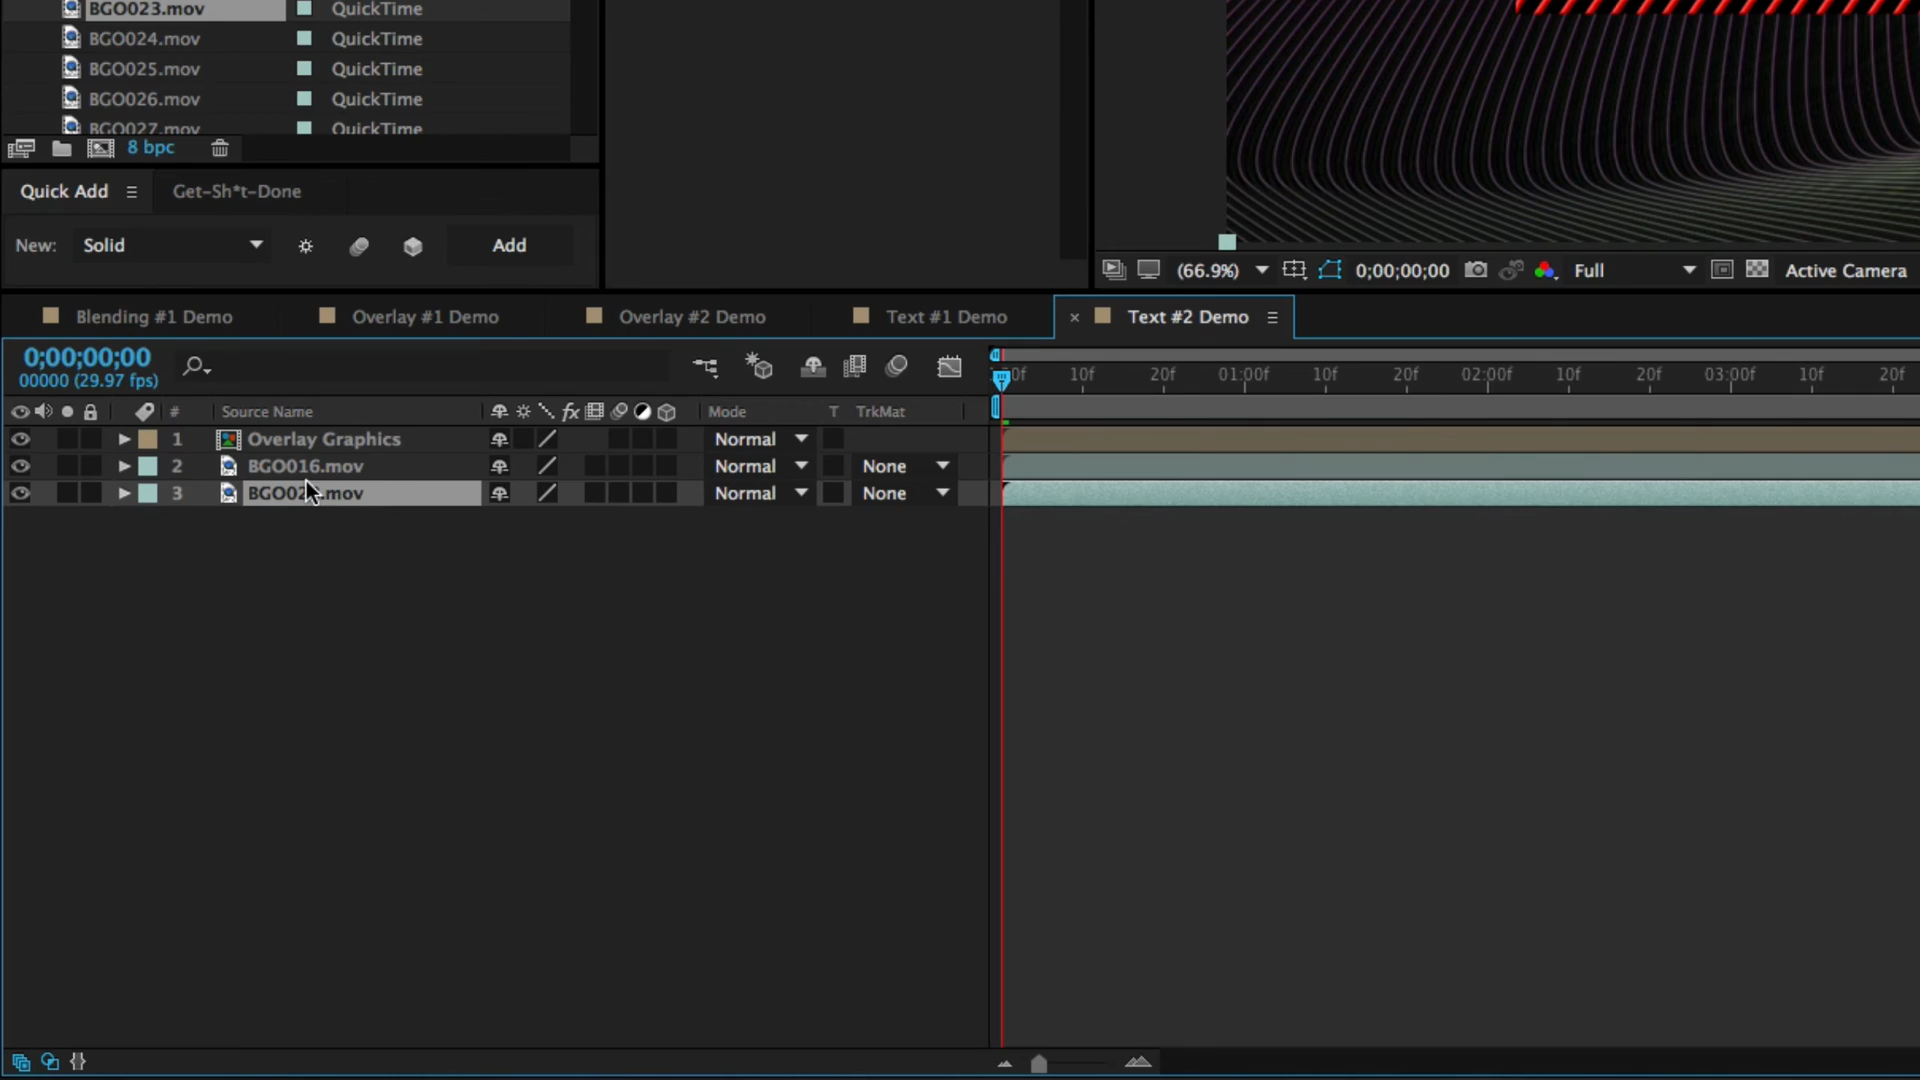 BGO023.mov QuickTime
BGO024.mov QuickTime
BGO025.mov QuickTime
BGO026.mov QuickTime
BGO027.mov QuickTime
8 bpc
Quick Add Get-Sh*t-Done
New: Solid Add
(66.9%) 0;00;00;00 Full Active Camera
Blending #1 Demo Overlay #1 Demo Overlay #2 Demo Text #1 Demo × Text #2 Demo
0;00;00;00
00000 (29.97 fps)
10f 20f 01:00f 10f 20f 02:00f 10f 20f 03:00f 10f 20f
# Source Name fx Mode T TrkMat
1 Overlay Graphics Normal
2 BGO016.mov Normal None
3 Normal None